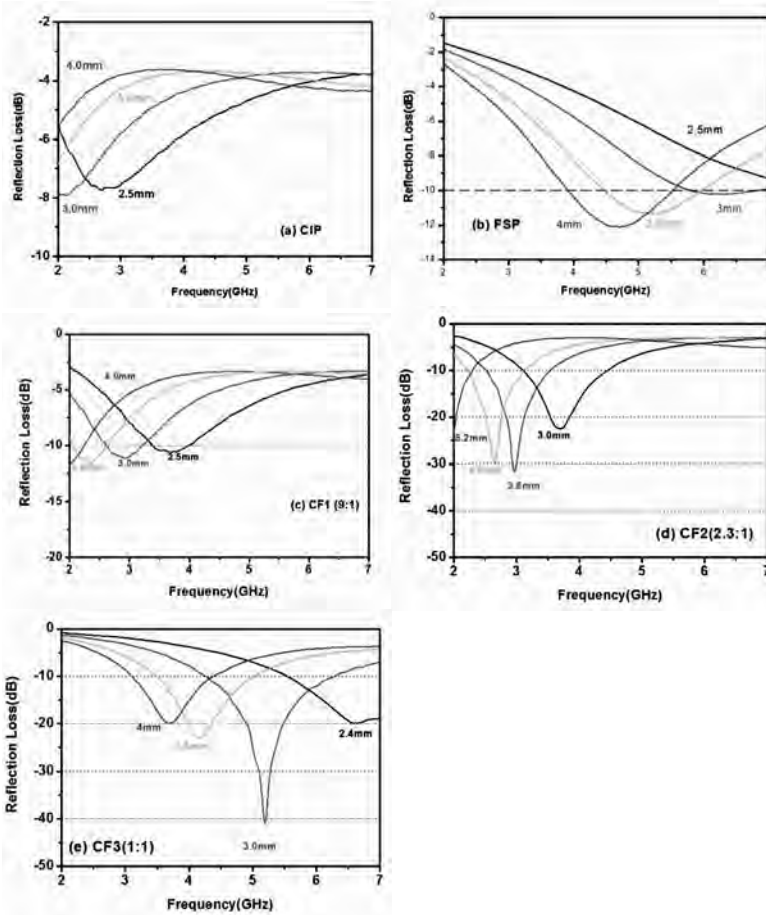 -2
-4
-6
-8
-10
Reflection Loss(dB)
4.0mm
3.0mm
2.5mm
(a) CIP
2
3
4
5
6
7
Frequency(GHz)
0
-2
-4
-6
-8
-10
-12
-14
Reflection Loss(dB)
2.5mm
3mm
4mm
(b) FSP
2
3
4
5
6
Frequency(GHz)
0
-5
-10
-15
-20
Reflection Loss(dB)
3.0mm
2.5mm
(c) CF1 (9:1)
2
3
4
5
6
7
Frequency(GHz)
0
-10
-20
-30
-40
-50
Reflection Loss(dB)
3.0mm
(d) CF2(2.3:1)
2
3
4
5
6
7
Frequency(GHz)
0
-10
-20
-30
-40
-50
Reflection Loss(dB)
4mm
2.4mm
3.0mm
(e) CF3(1:1)
2
3
4
5
6
7
Frequency(GHz)